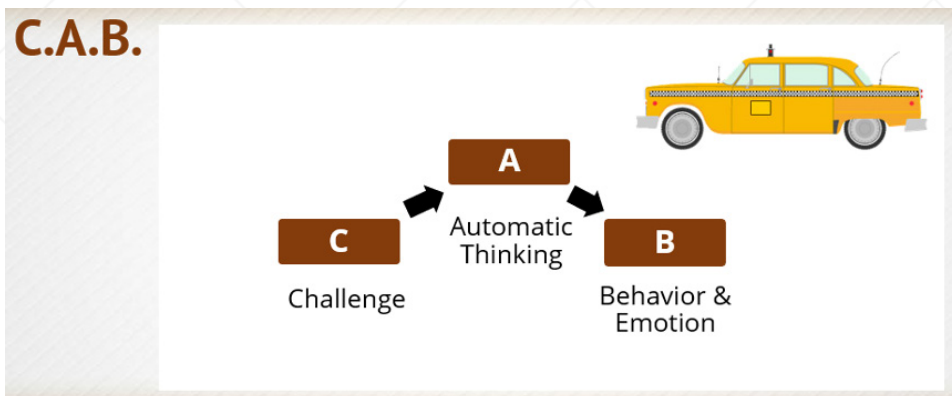 C.A.B.
C
Challenge
A
Automatic
Thinking
B
Behavior &
Emotion